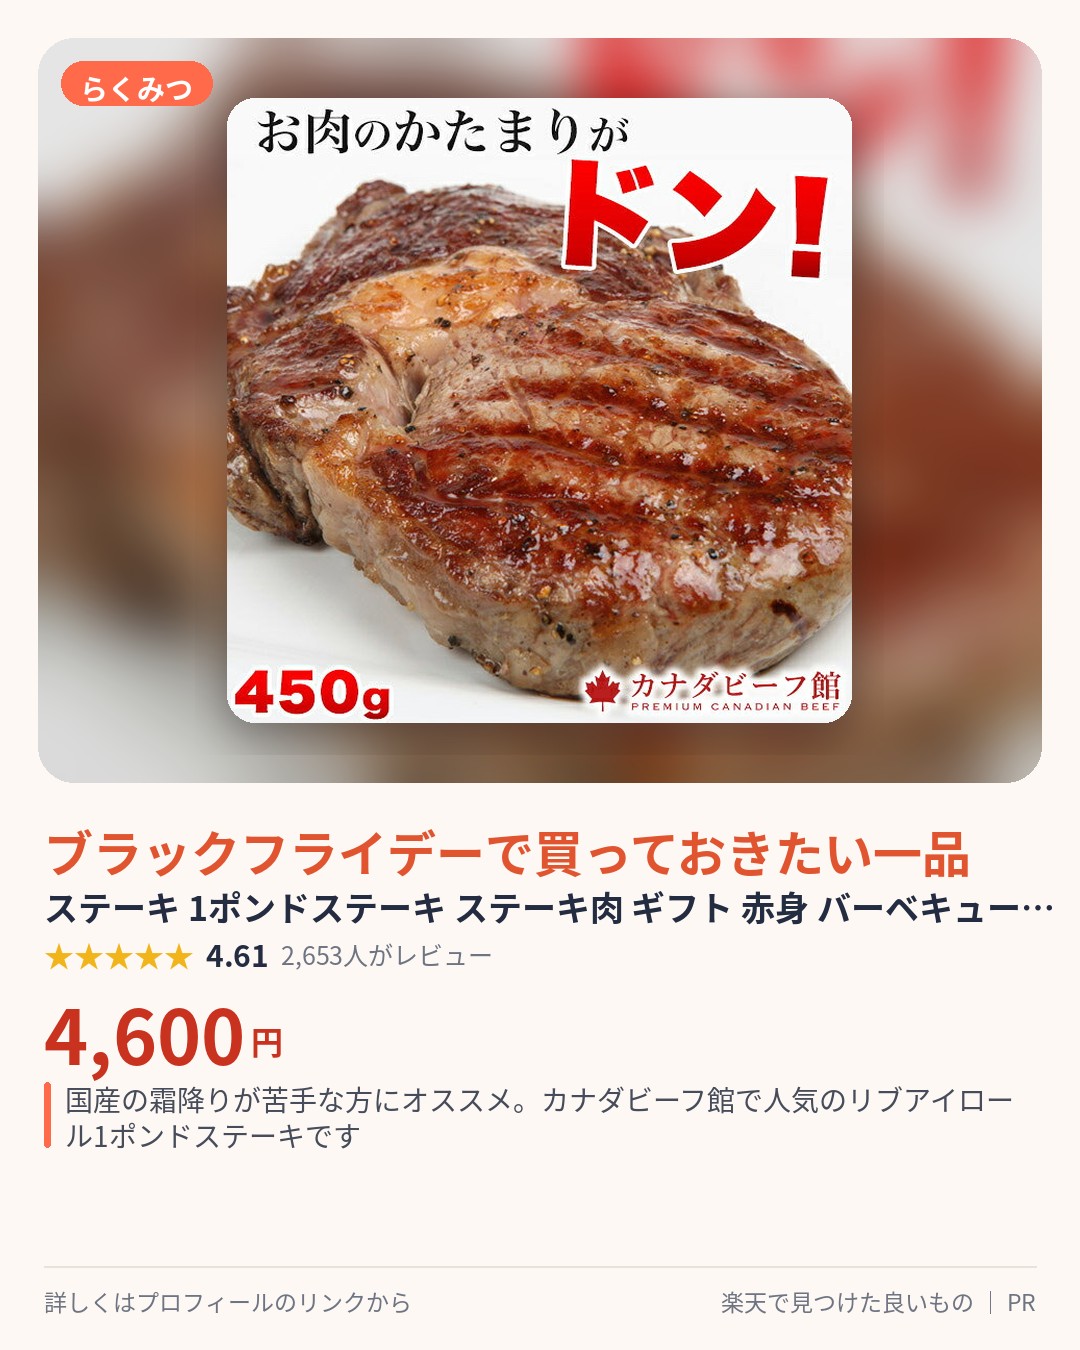 らくみつ
お肉のかたまりが
ドン!
450g
カナダビーフ館
PREMIUM CANADIAN BEEF
ブラックフライデーで買っておきたい一品
ステーキ 1ポンドステーキ ステーキ肉 ギフト 赤身 バーベキュー…
★★★★★ 4.61 2,653人がレビュー
4,600円
国産の霜降りが苦手な方にオススメ。カナダビーフ館で人気のリブアイロー
ル1ポンドステーキです
詳しくはプロフィールのリンクから
楽天で見つけた良いもの｜PR